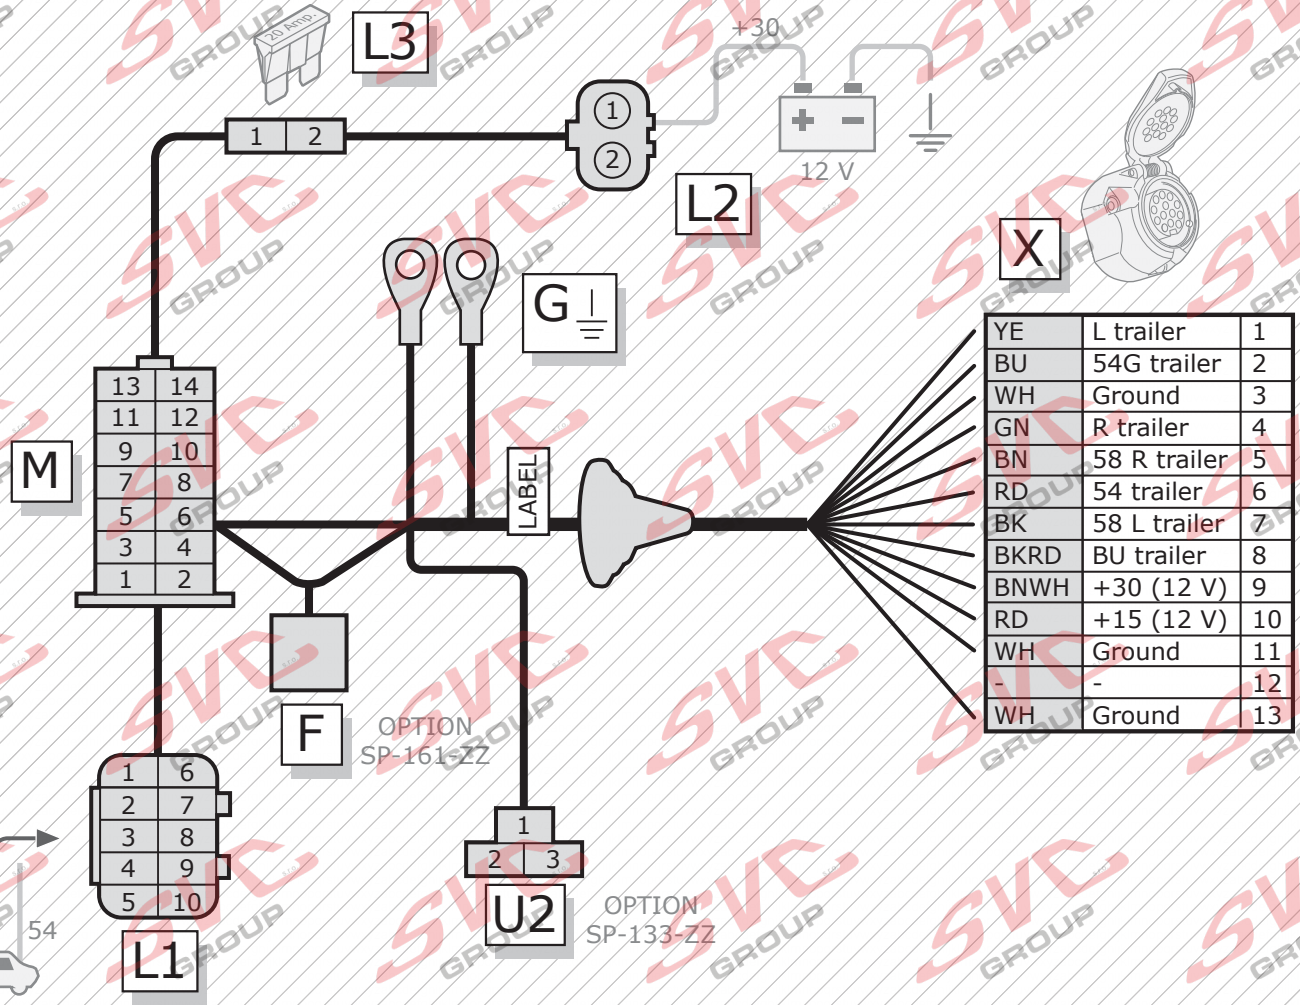 20 Amp.
L3
+30
1 2
1
2
12 V
L2
X
G
M
13 14
11 12
9 10
7 8
5 6
3 4
1 2
LABEL
YE L trailer 1
BU 54G trailer 2
WH Ground 3
GN R trailer 4
BN 58 R trailer 5
RD 54 trailer 6
BK 58 L trailer 7
BKRD BU trailer 8
BNWH +30 (12 V) 9
RD +15 (12 V) 10
WH Ground 11
- - 12
WH Ground 13
F
OPTION
SP-161-ZZ
1 6
2 7
3 8
4 9
5 10
L1
54
1
2 3
U2
OPTION
SP-133-ZZ
SVC
GROUP
s.r.o.